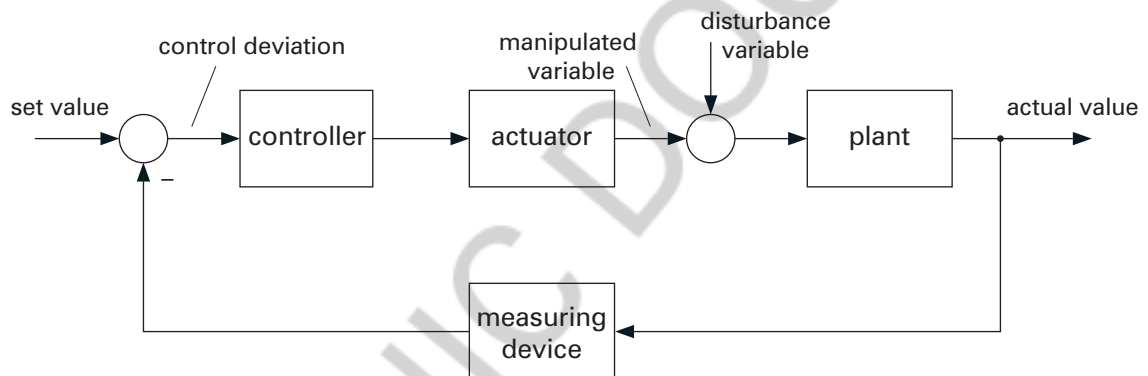 disturbance
variable
control deviation
manipulated
variable
set value
actual value
controller
actuator
plant
–
measuring
device